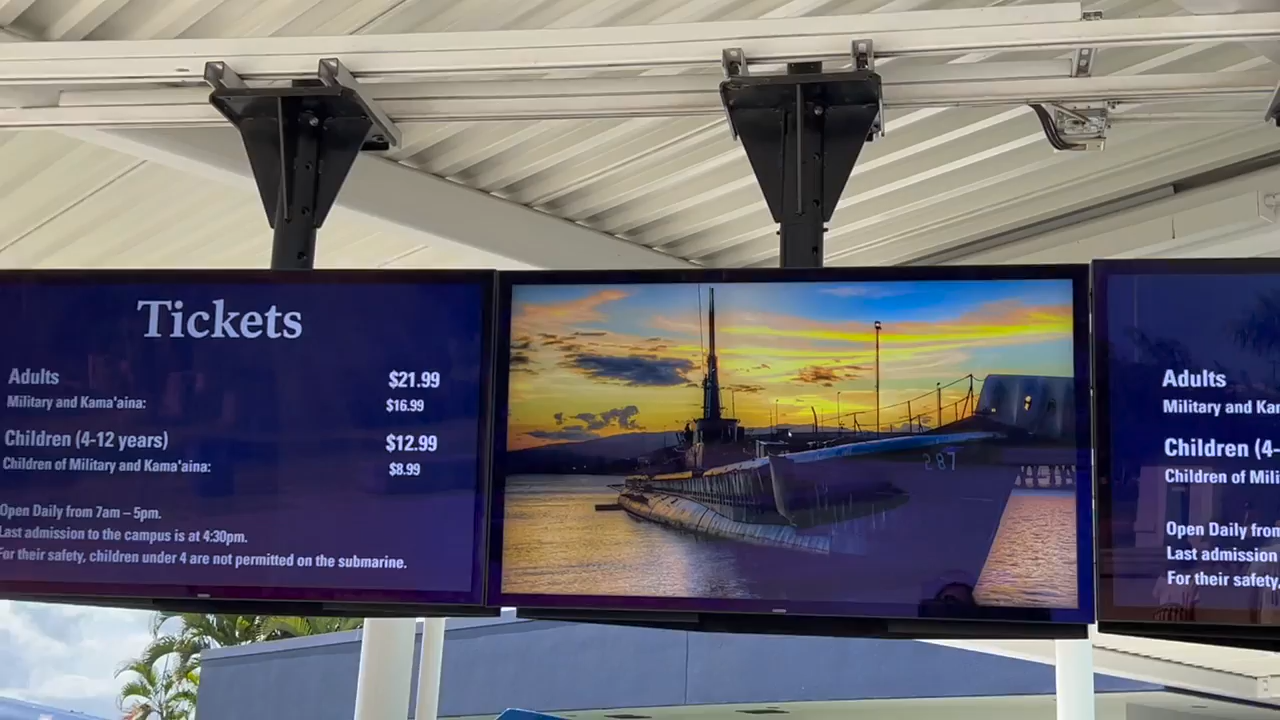 Tickets
Adults $21.99
Military and Kama'aina: $16.99
Children (4-12 years) $12.99
Children of Military and Kama'aina: $8.99
Open Daily from 7am – 5pm.
Last admission to the campus is at 4:30pm.
For their safety, children under 4 are not permitted on the submarine.
287
Adults
Military and
Children (4-
Children of
Open Daily from
Last admission
For their safety,